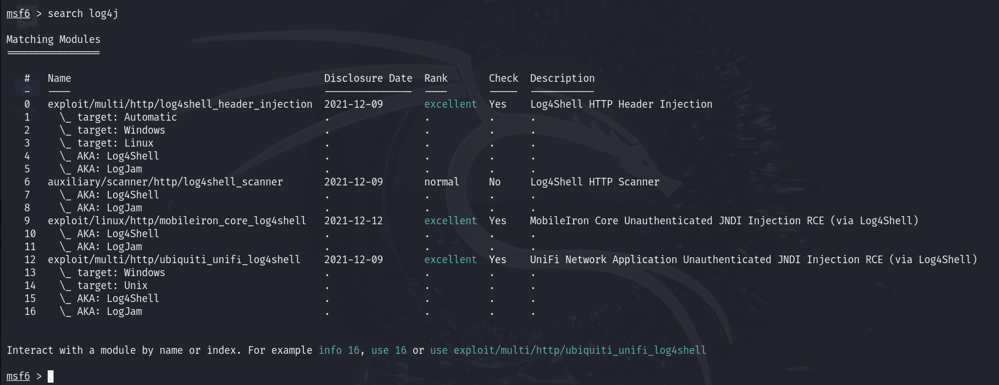 msf6 > search log4j
Matching Modules
================
# Name Disclosure Date Rank Check Description
- ---- --------------- ---- ----- -----------
0 exploit/multi/http/log4shell_header_injection 2021-12-09 excellent Yes Log4Shell HTTP Header Injection
1 \_ target: Automatic . . . .
2 \_ target: Windows . . . .
3 \_ target: Linux . . . .
4 \_ AKA: Log4Shell . . . .
5 \_ AKA: LogJam . . . .
6 auxiliary/scanner/http/log4shell_scanner 2021-12-09 normal No Log4Shell HTTP Scanner
7 \_ AKA: Log4Shell . . . .
8 \_ AKA: LogJam . . . .
9 exploit/linux/http/mobileiron_core_log4shell 2021-12-12 excellent Yes MobileIron Core Unauthenticated JNDI Injection RCE (via Log4Shell)
10 \_ AKA: Log4Shell . . . .
11 \_ AKA: LogJam . . . .
12 exploit/multi/http/ubiquiti_unifi_log4shell 2021-12-09 excellent Yes UniFi Network Application Unauthenticated JNDI Injection RCE (via Log4Shell)
13 \_ target: Windows . . . .
14 \_ target: Unix . . . .
15 \_ AKA: Log4Shell . . . .
16 \_ AKA: LogJam . . . .
Interact with a module by name or index. For example info 16, use 16 or use exploit/multi/http/ubiquiti_unifi_log4shell
msf6 >